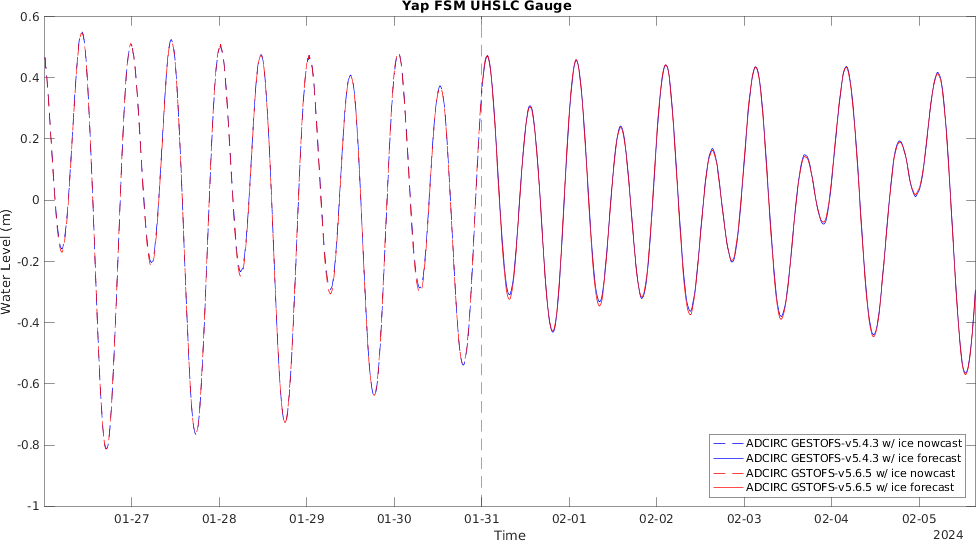 Yap FSM UHSLC Gauge
0.6
0.4
0.2
0
-0.2
-0.4
-0.6
-0.8
-1
Water Level (m)
ADCIRC GESTOFS-v5.4.3 w/ ice nowcast
ADCIRC GESTOFS-v5.4.3 w/ ice forecast
ADCIRC GSTOFS-v5.6.5 w/ ice nowcast
ADCIRC GSTOFS-v5.6.5 w/ ice forecast
01-27 01-28 01-29 01-30 01-31 02-01 02-02 02-03 02-04 02-05
Time
2024